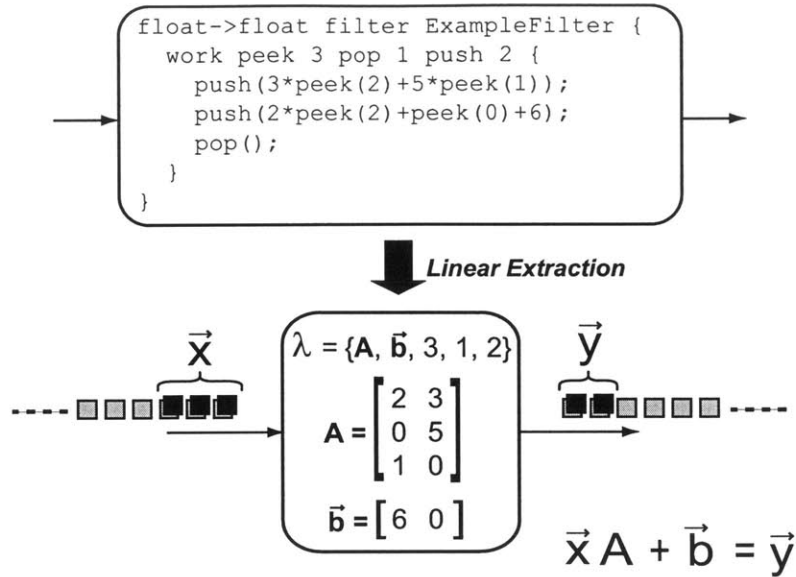 float->float filter ExampleFilter {
work peek 3 pop 1 push 2 {
push(3*peek(2)+5*peek(1));
push(2*peek(2)+peek(0)+6);
pop();
}
}
Linear Extraction
x⃗
λ = {A, b⃗, 3, 1, 2}
y⃗
A = [2 3
0 5
1 0]
b⃗ = [6 0]
x⃗ A + b⃗ = y⃗